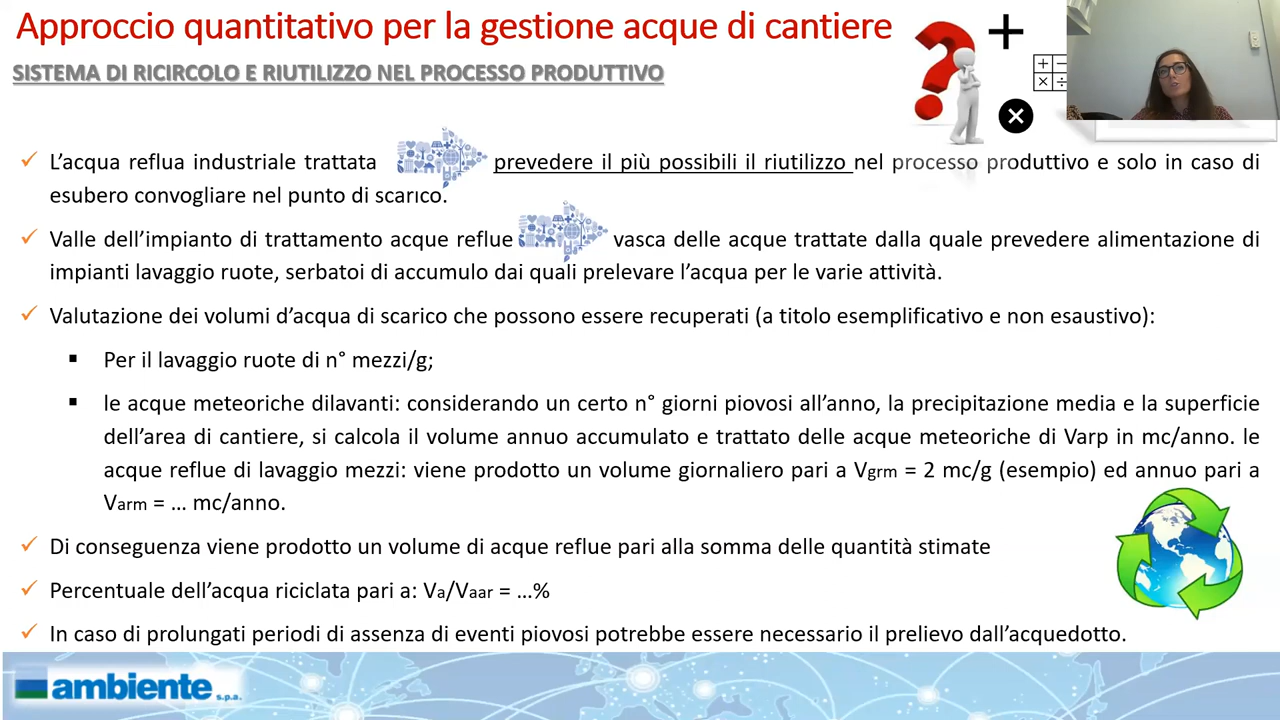 Approccio quantitativo per la gestione acque di cantiere
SISTEMA DI RICIRCOLO E RIUTILIZZO NEL PROCESSO PRODUTTIVO
L'acqua reflua industriale trattata prevedere il più possibili il riutilizzo nel processo produttivo e solo in caso di
esubero convogliare nel punto di scarico.
Valle dell'impianto di trattamento acque reflue vasca delle acque trattate dalla quale prevedere alimentazione di
impianti lavaggio ruote, serbatoi di accumulo dai quali prelevare l'acqua per le varie attività.
Valutazione dei volumi d'acqua di scarico che possono essere recuperati (a titolo esemplificativo e non esaustivo):
Per il lavaggio ruote di n° mezzi/g;
le acque meteoriche dilavanti: considerando un certo n° giorni piovosi all'anno, la precipitazione media e la superficie
dell'area di cantiere, si calcola il volume annuo accumulato e trattato delle acque meteoriche di Varp in mc/anno. le
acque reflue di lavaggio mezzi: viene prodotto un volume giornaliero pari a Vgrm = 2 mc/g (esempio) ed annuo pari a
Varm = … mc/anno.
Di conseguenza viene prodotto un volume di acque reflue pari alla somma delle quantità stimate
Percentuale dell'acqua riciclata pari a: Va/Vaar = …%
In caso di prolungati periodi di assenza di eventi piovosi potrebbe essere necessario il prelievo dall'acquedotto.
ambiente s.p.a.